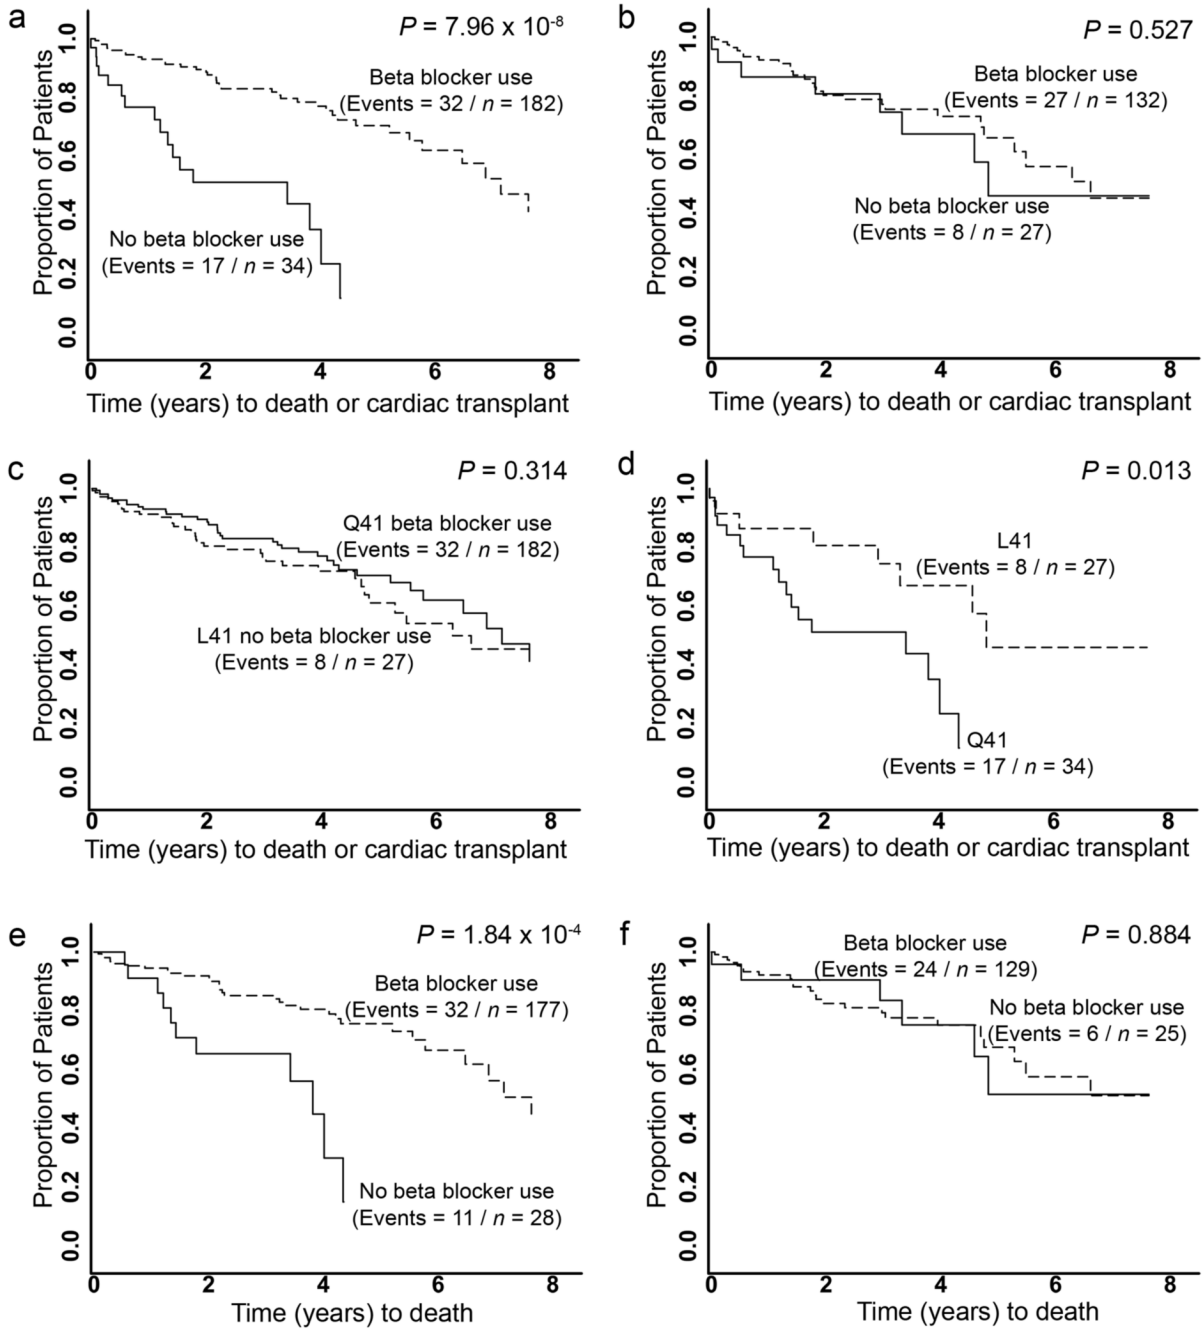 a
P = 7.96 x 10-8
Beta blocker use
(Events = 32 / n = 182)
No beta blocker use
(Events = 17 / n = 34)
Proportion of Patients
1.0
0.8
0.6
0.4
0.2
0.0
0 2 4 6 8
Time (years) to death or cardiac transplant
b
P = 0.527
Beta blocker use
(Events = 27 / n = 132)
No beta blocker use
(Events = 8 / n = 27)
Proportion of Patients
1.0
0.8
0.6
0.4
0.2
0.0
0 2 4 6 8
Time (years) to death or cardiac transplant
c
P = 0.314
Q41 beta blocker use
(Events = 32 / n = 182)
L41 no beta blocker use
(Events = 8 / n = 27)
Proportion of Patients
1.0
0.8
0.6
0.4
0.2
0.0
0 2 4 6 8
Time (years) to death or cardiac transplant
d
P = 0.013
L41
(Events = 8 / n = 27)
Q41
(Events = 17 / n = 34)
Proportion of Patients
1.0
0.8
0.6
0.4
0.2
0.0
0 2 4 6 8
Time (years) to death or cardiac transplant
e
P = 1.84 x 10-4
Beta blocker use
(Events = 32 / n = 177)
No beta blocker use
(Events = 11 / n = 28)
Proportion of Patients
1.0
0.8
0.6
0.4
0.2
0.0
0 2 4 6 8
Time (years) to death
f
P = 0.884
Beta blocker use
(Events = 24 / n = 129)
No beta blocker use
(Events = 6 / n = 25)
Proportion of Patients
1.0
0.8
0.6
0.4
0.2
0.0
0 2 4 6 8
Time (years) to death